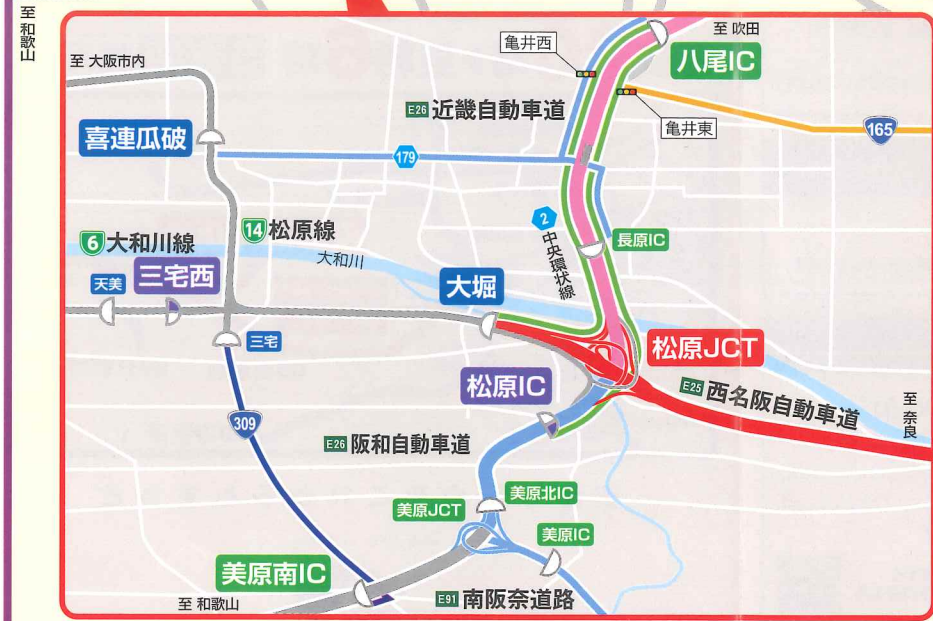 至 和歌山
至 吹田
亀井西
八尾IC
至 大阪市内
E26 近畿自動車道
亀井東
165
喜連瓜破
179
2 中央環状線
長原IC
14 松原線
6 大和川線
大和川
天美
三宅西
大堀
三宅
松原JCT
松原IC
E25 西名阪自動車道
至 奈良
309
E26 阪和自動車道
美原北IC
美原JCT
美原IC
美原南IC
E91 南阪奈道路
至 和歌山